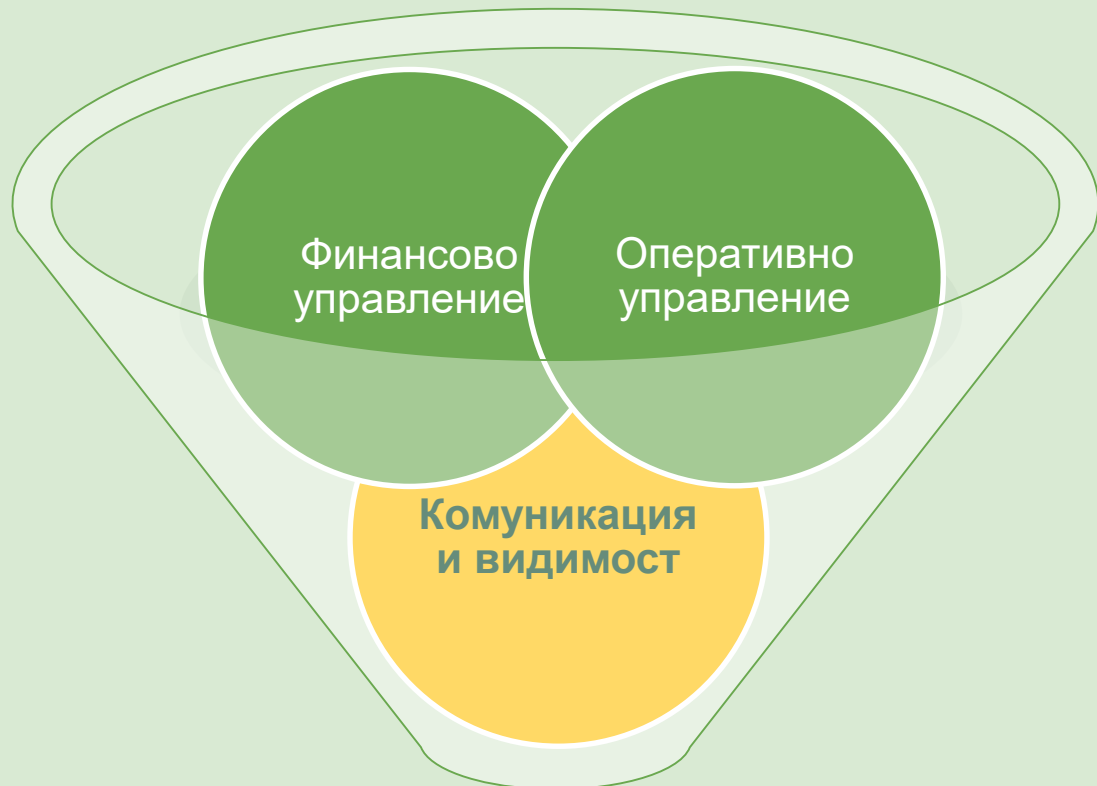 Финансово
управление
Оперативно
управление
Комуникация
и видимост